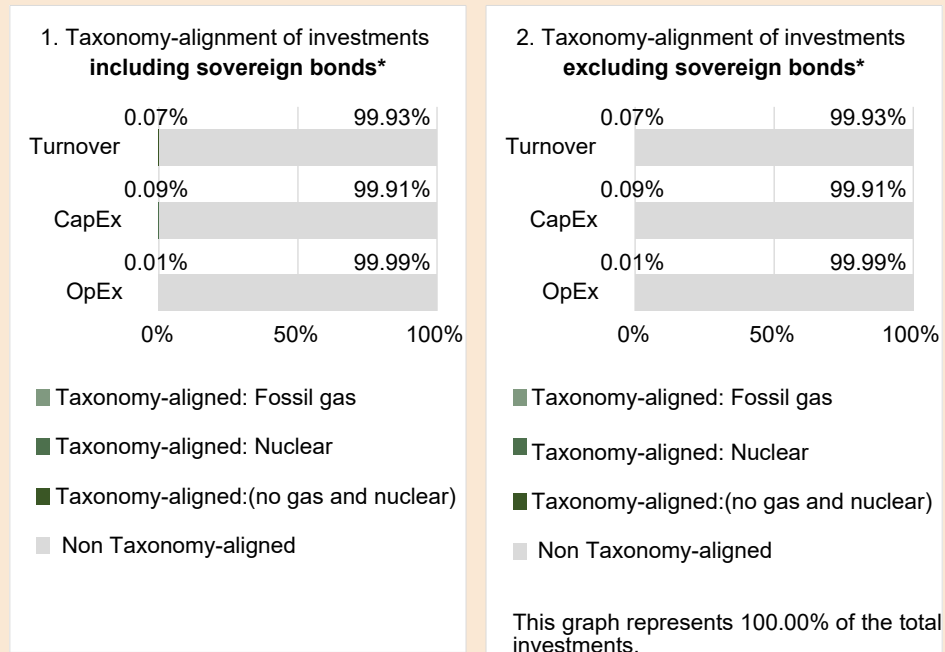 1. Taxonomy-alignment of investments
including sovereign bonds*
0.07% 99.93%
Turnover
0.09% 99.91%
CapEx
0.01% 99.99%
OpEx
0% 50% 100%
Taxonomy-aligned: Fossil gas
Taxonomy-aligned: Nuclear
Taxonomy-aligned:(no gas and nuclear)
Non Taxonomy-aligned
2. Taxonomy-alignment of investments
excluding sovereign bonds*
0.07% 99.93%
Turnover
0.09% 99.91%
CapEx
0.01% 99.99%
OpEx
0% 50% 100%
Taxonomy-aligned: Fossil gas
Taxonomy-aligned: Nuclear
Taxonomy-aligned:(no gas and nuclear)
Non Taxonomy-aligned
This graph represents 100.00% of the total
investments.